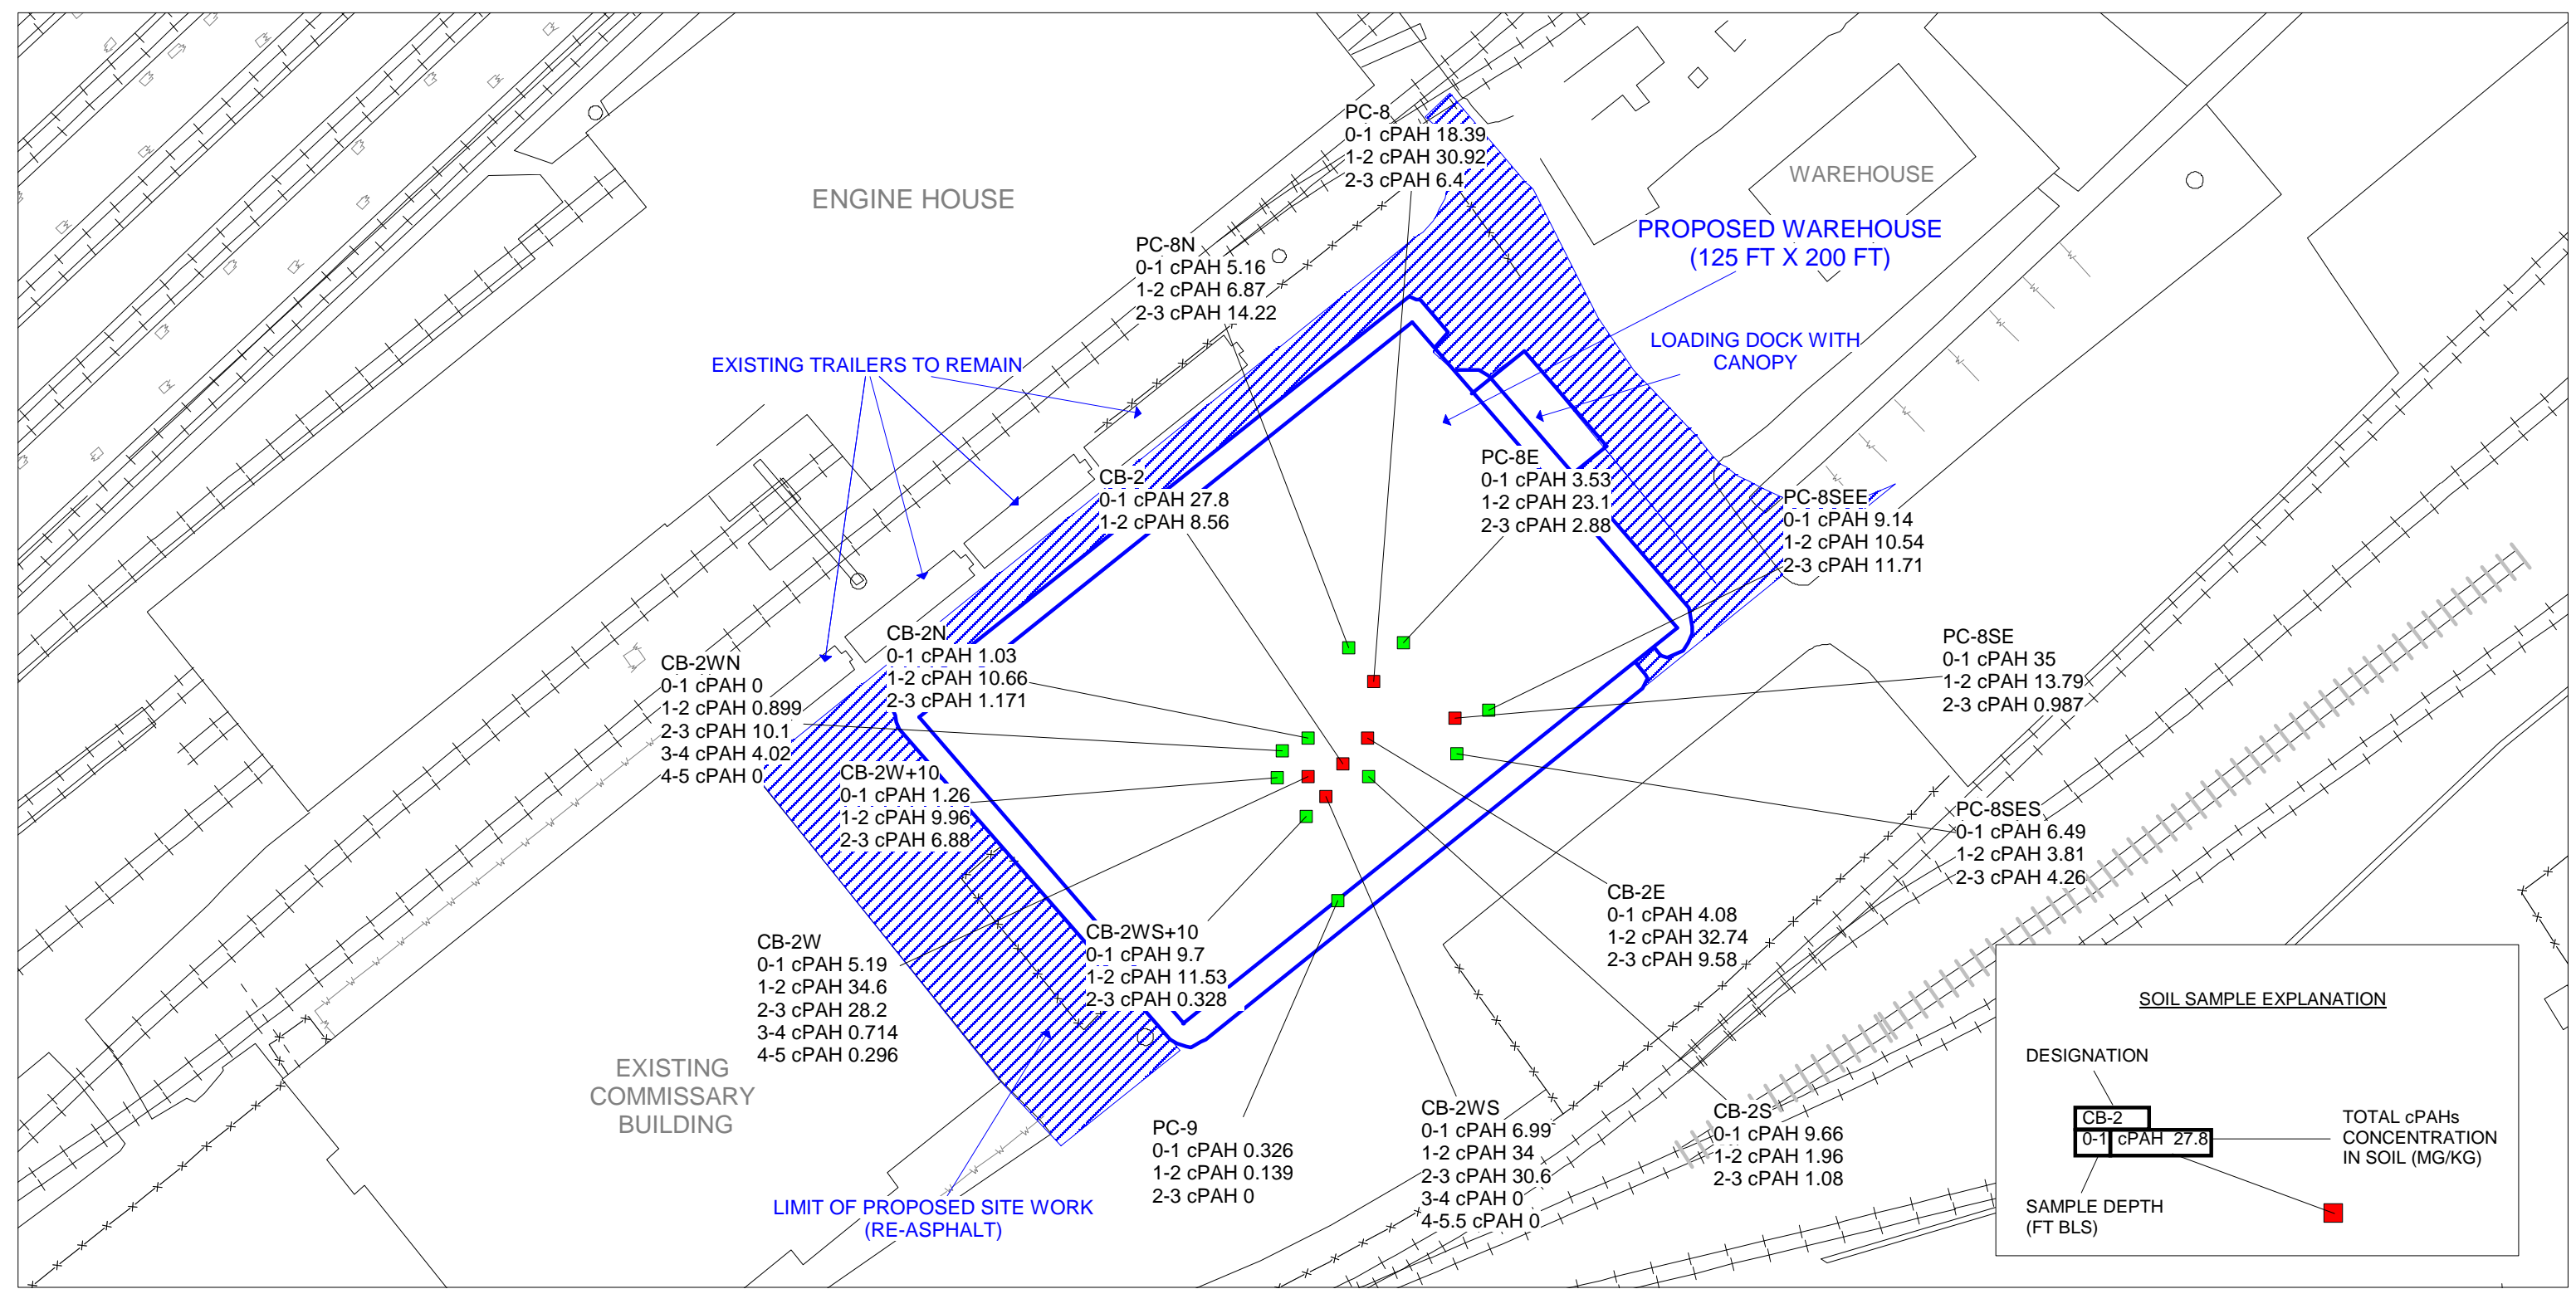 PC-8
0-1 cPAH 18.39
1-2 cPAH 30.92
2-3 cPAH 6.4
ENGINE HOUSE
WAREHOUSE
PROPOSED WAREHOUSE
(125 FT X 200 FT)
PC-8N
0-1 cPAH 5.16
1-2 cPAH 6.87
2-3 cPAH 14.22
EXISTING TRAILERS TO REMAIN
LOADING DOCK WITH
CANOPY
CB-2
0-1 cPAH 27.8
1-2 cPAH 8.56
PC-8E
0-1 cPAH 3.53
1-2 cPAH 23.1
2-3 cPAH 2.88
PC-8SEE
0-1 cPAH 9.14
1-2 cPAH 10.54
2-3 cPAH 11.71
CB-2N
0-1 cPAH 1.03
1-2 cPAH 10.66
2-3 cPAH 1.171
CB-2WN
0-1 cPAH 0
1-2 cPAH 0.899
2-3 cPAH 10.1
3-4 cPAH 4.02
4-5 cPAH 0
PC-8SE
0-1 cPAH 35
1-2 cPAH 13.79
2-3 cPAH 0.987
CB-2W+10
0-1 cPAH 1.26
1-2 cPAH 9.96
2-3 cPAH 6.88
PC-8SES
0-1 cPAH 6.49
1-2 cPAH 3.81
2-3 cPAH 4.26
CB-2E
0-1 cPAH 4.08
1-2 cPAH 32.74
2-3 cPAH 9.58
CB-2W
0-1 cPAH 5.19
1-2 cPAH 34.6
2-3 cPAH 28.2
3-4 cPAH 0.714
4-5 cPAH 0.296
CB-2WS+10
0-1 cPAH 9.7
1-2 cPAH 11.53
2-3 cPAH 0.328
EXISTING
COMMISSARY
BUILDING
PC-9
0-1 cPAH 0.326
1-2 cPAH 0.139
2-3 cPAH 0
CB-2WS
0-1 cPAH 6.99
1-2 cPAH 34
2-3 cPAH 30.6
3-4 cPAH 0
4-5.5 cPAH 0
CB-2S
0-1 cPAH 9.66
1-2 cPAH 1.96
2-3 cPAH 1.08
LIMIT OF PROPOSED SITE WORK
(RE-ASPHALT)
SOIL SAMPLE EXPLANATION
DESIGNATION
CB-2
0-1 cPAH 27.8
TOTAL cPAHs
CONCENTRATION
IN SOIL (MG/KG)
SAMPLE DEPTH
(FT BLS)